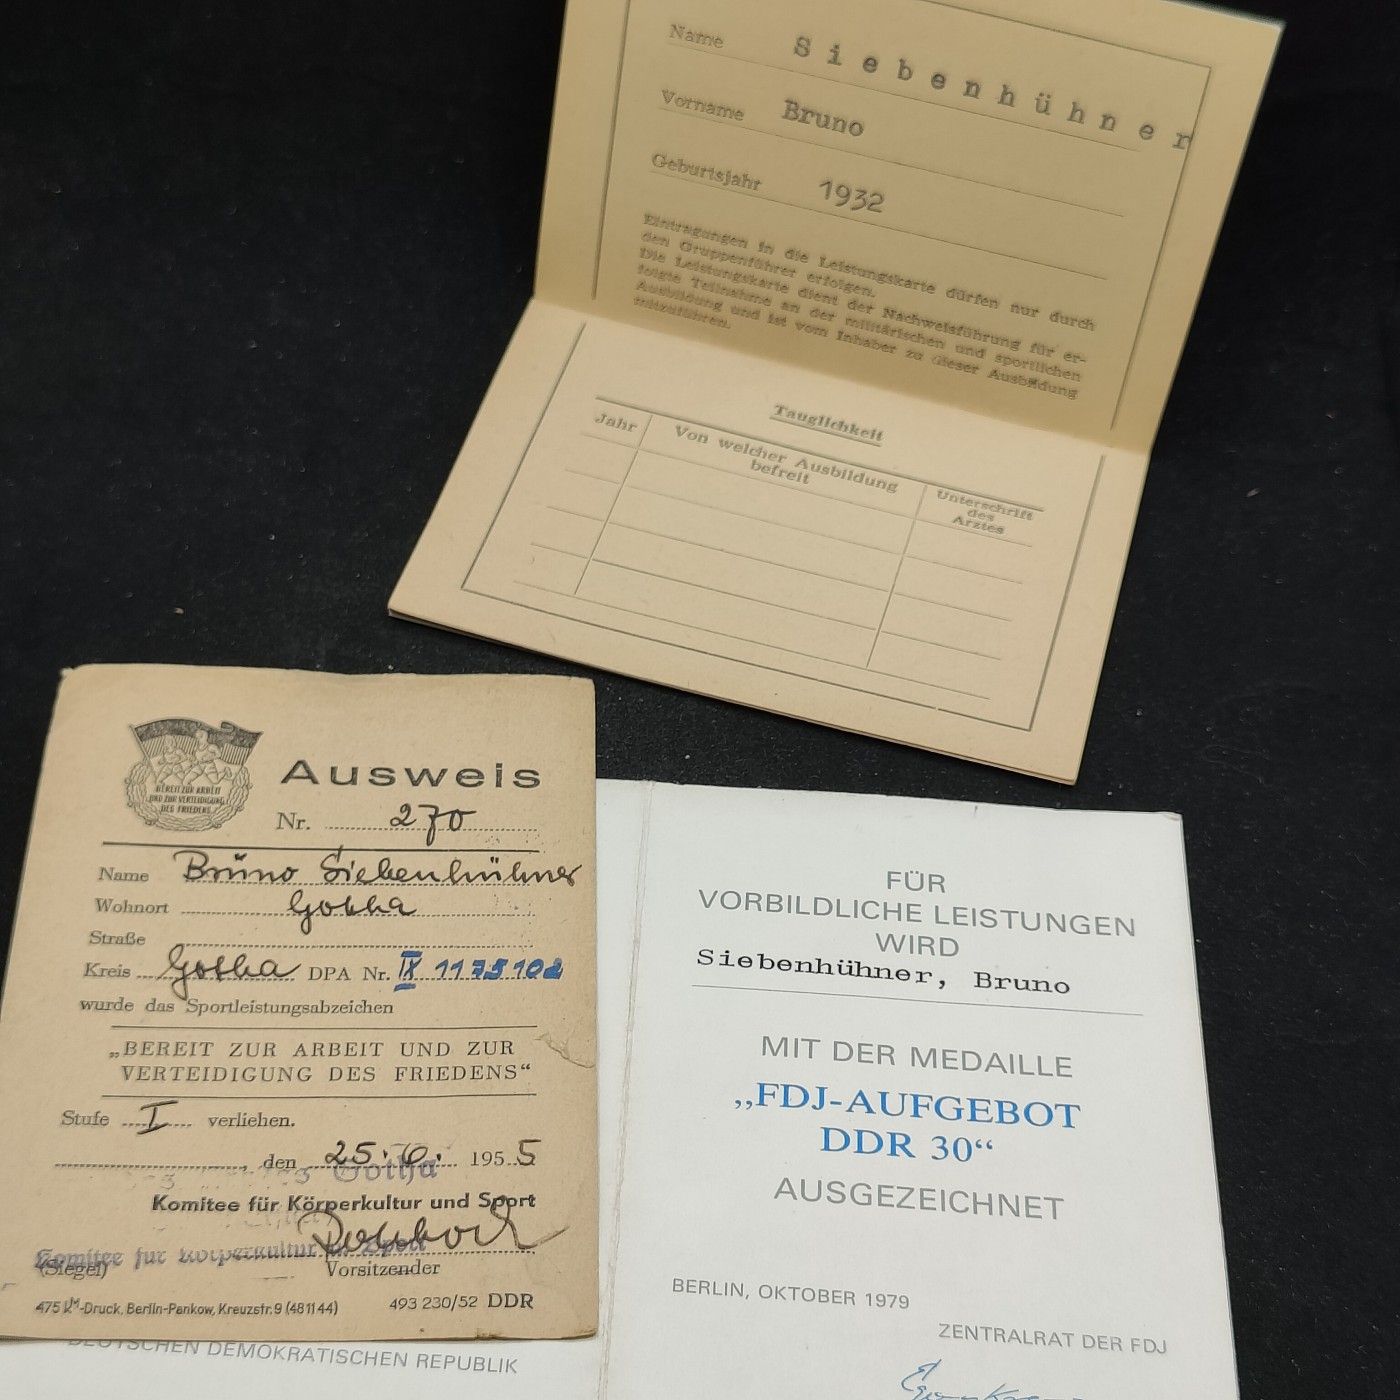 Name Siebenhühner
Vorname Bruno
Geburtsjahr 1932
Eintragungen in die Leistungskarte dürfen nur durch
den Gruppenführer erfolgen.
Die Leistungskarte dient der Nachweisführung für er-
folgte Teilnahme an der militärischen und sportlichen
Ausbildung und ist vom Inhaber zu dieser Ausbildung
mitzuführen.
Tauglichkeit
Jahr Von welcher Ausbildung befreit Unterschrift des Arztes
BEREIT ZUR ARBEIT
UND ZUR VERTEIDIGUNG
DES FRIEDENS
Ausweis
Nr. 270
Name Bruno Siebenhühner
Wohnort Gotha
Straße
Kreis Gotha DPA Nr. IX 1175102
wurde das Sportleistungsabzeichen
„BEREIT ZUR ARBEIT UND ZUR
VERTEIDIGUNG DES FRIEDENS“
Stufe I verliehen.
, den 25.6. 1955
Gotha
Komitee für Körperkultur und Sport
Komitee für Körperkultur u. Sport
(Siegel) Vorsitzender
475 -Druck, Berlin-Pankow, Kreuzstr. 9 (481144) 493 230/52 DDR
FÜR
VORBILDLICHE LEISTUNGEN
WIRD
Siebenhühner, Bruno
MIT DER MEDAILLE
„FDJ-AUFGEBOT
DDR 30“
AUSGEZEICHNET
BERLIN, OKTOBER 1979
ZENTRALRAT DER FDJ
DEUTSCHEN DEMOKRATISCHEN REPUBLIK